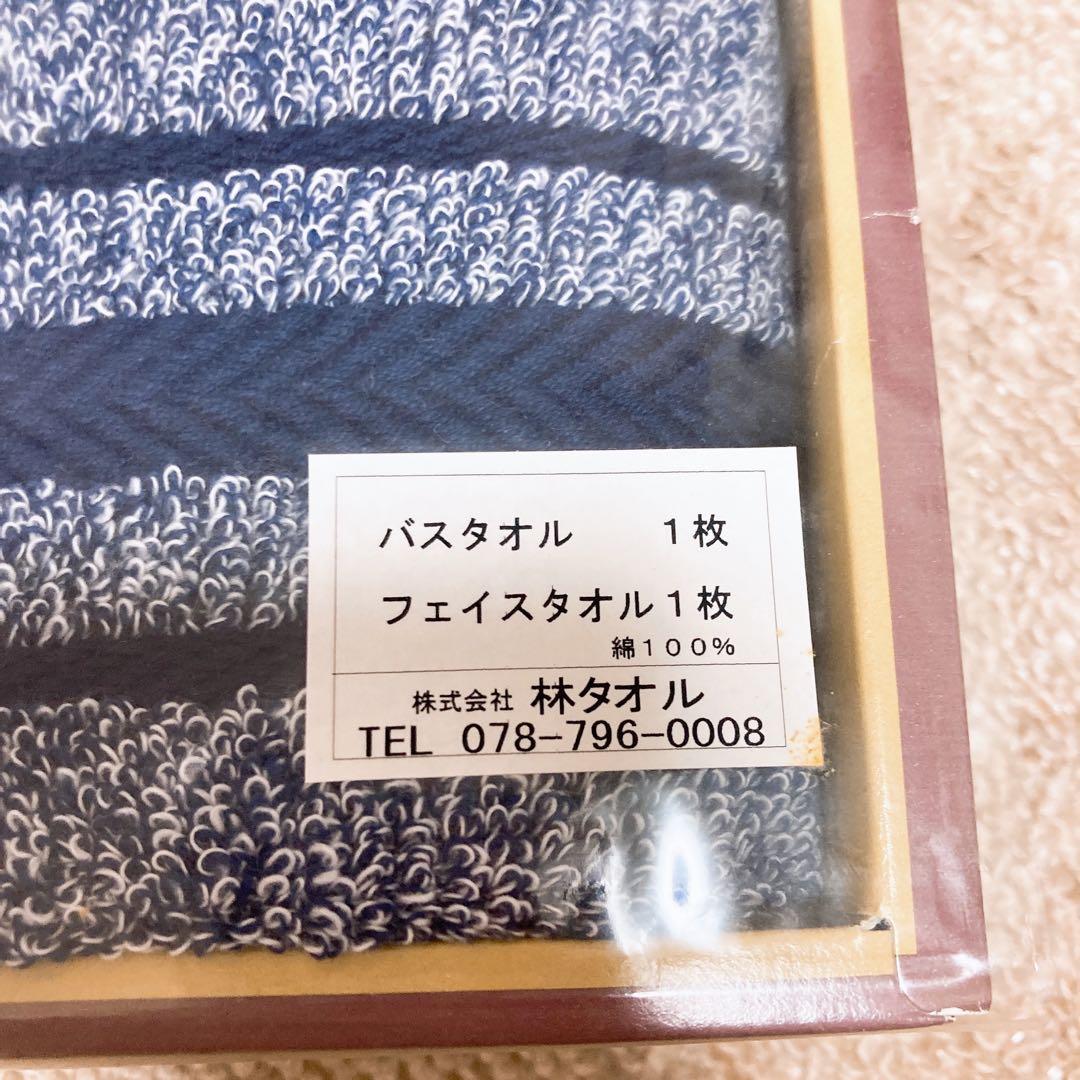 バスタオル　　１枚
フェイスタオル１枚
綿１００％
株式会社 林タオル
TEL 078-796-0008